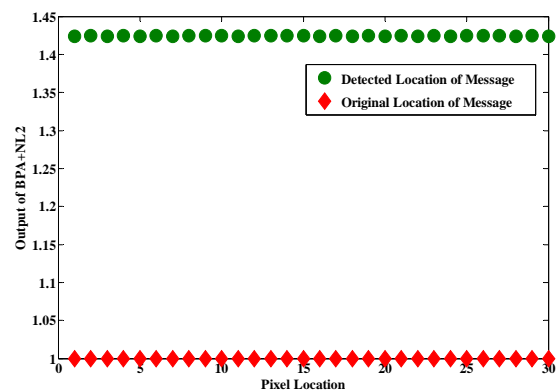 1.45
1.4
1.35
1.3
1.25
1.2
1.15
1.1
1.05
1
Output of BPA+NL2
Detected Location of Message
Original Location of Message
0 5 10 15 20 25 30
Pixel Location